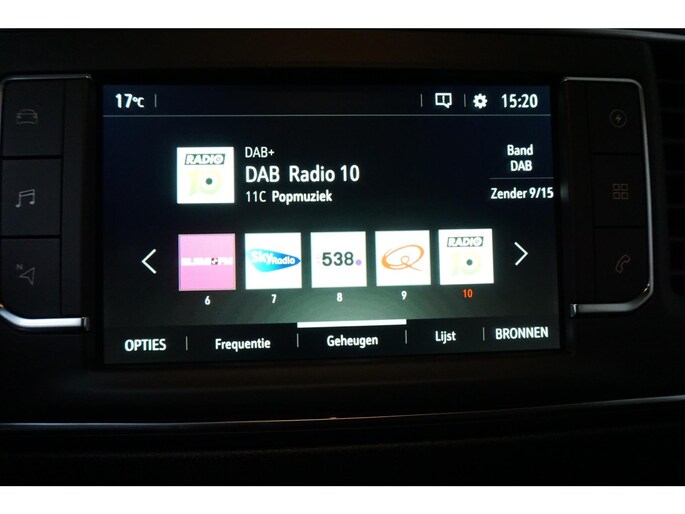 17°C
15:20
DAB+
DAB Radio 10
11C Popmuziek
Band
DAB
Zender 9/15
RADIO
10
Sky Radio
538
Q
RADIO
10
6
7
8
9
10
OPTIES
Frequentie
Geheugen
Lijst
BRONNEN
N